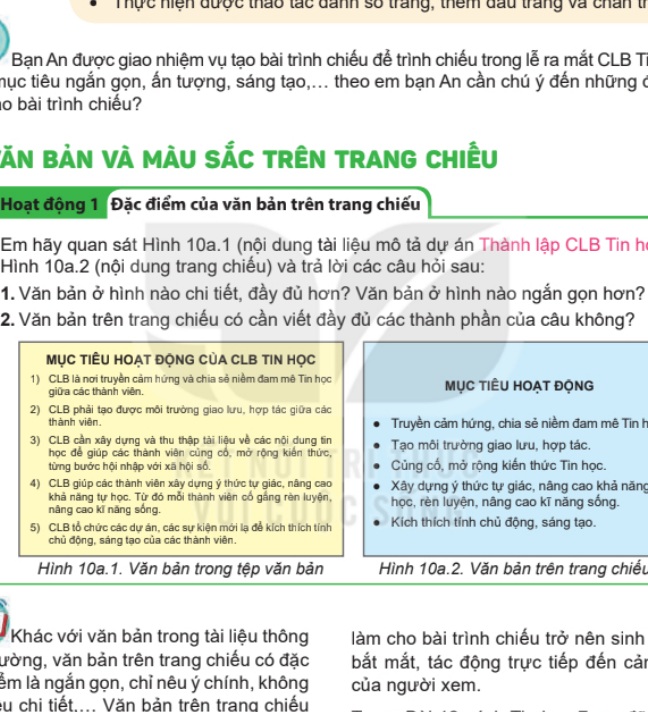 Thực hiện được thao tác đánh số trang, thêm đầu trang và chân
Bạn An được giao nhiệm vụ tạo bài trình chiếu để trình chiếu trong lễ ra mắt CLB
mục tiêu ngắn gọn, ấn tượng, sáng tạo,... theo em bạn An cần chú ý đến những
bài trình chiếu?
VĂN BẢN VÀ MÀU SẮC TRÊN TRANG CHIẾU
Hoạt động 1 Đặc điểm của văn bản trên trang chiếu
Em hãy quan sát Hình 10a.1 (nội dung tài liệu mô tả dự án Thành lập CLB Tin
Hình 10a.2 (nội dung trang chiếu) và trả lời các câu hỏi sau:
1. Văn bản ở hình nào chi tiết, đầy đủ hơn? Văn bản ở hình nào ngắn gọn hơn?
2. Văn bản trên trang chiếu có cần viết đầy đủ các thành phần của câu không?
MỤC TIÊU HOẠT ĐỘNG CỦA CLB TIN HỌC
1) CLB là nơi truyền cảm hứng và chia sẻ niềm đam mê Tin học
giữa các thành viên.
2) CLB phải tạo được môi trường giao lưu, hợp tác giữa các
thành viên.
3) CLB cần xây dựng và thu thập tài liệu về các nội dung tin
học để giúp các thành viên củng cố, mở rộng kiến thức,
từng bước hội nhập với xã hội số.
4) CLB giúp các thành viên xây dựng ý thức tự giác, nâng cao
khả năng tự học. Từ đó mỗi thành viên cố gắng rèn luyện,
nâng cao kĩ năng sống.
5) CLB tổ chức các dự án, các sự kiện mới lạ để kích thích tính
chủ động, sáng tạo của các thành viên.
Hình 10a.1. Văn bản trong tệp văn bản
MỤC TIÊU HOẠT ĐỘNG
• Truyền cảm hứng, chia sẻ niềm đam mê Tin
• Tạo môi trường giao lưu, hợp tác.
• Củng cố, mở rộng kiến thức Tin học.
• Xây dựng ý thức tự giác, nâng cao khả năng
học, rèn luyện, nâng cao kĩ năng sống.
• Kích thích tính chủ động, sáng tạo.
Hình 10a.2. Văn bản trên trang chiếu
KẾT NỐI TRI THỨC
VỚI CUỘC SỐNG
Khác với văn bản trong tài liệu thông
thường, văn bản trên trang chiếu có đặc
điểm là ngắn gọn, chỉ nêu ý chính, không
chi tiết,... Văn bản trên trang chiếu
làm cho bài trình chiếu trở nên sinh
bắt mắt, tác động trực tiếp đến
của người xem.